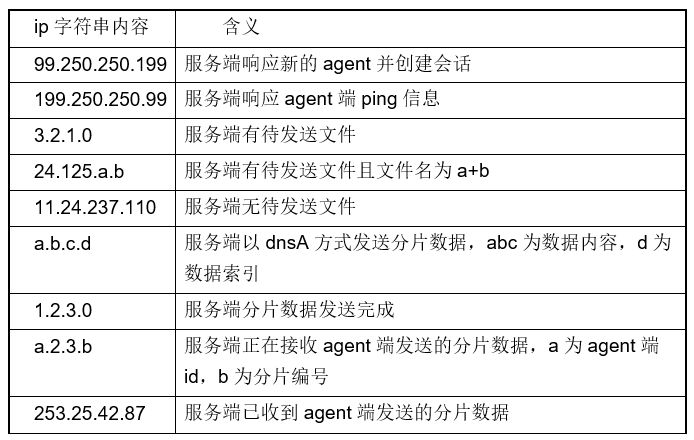 ip 字符串内容 含义
99.250.250.199 服务端响应新的 agent 并创建会话
199.250.250.99 服务端响应 agent 端 ping 信息
3.2.1.0 服务端有待发送文件
24.125.a.b 服务端有待发送文件且文件名为 a+b
11.24.237.110 服务端无待发送文件
a.b.c.d 服务端以 dnsA 方式发送分片数据，abc 为数据内容，d 为
数据索引
1.2.3.0 服务端分片数据发送完成
a.2.3.b 服务端正在接收 agent 端发送的分片数据，a 为 agent 端
id，b 为分片编号
253.25.42.87 服务端已收到 agent 端发送的分片数据